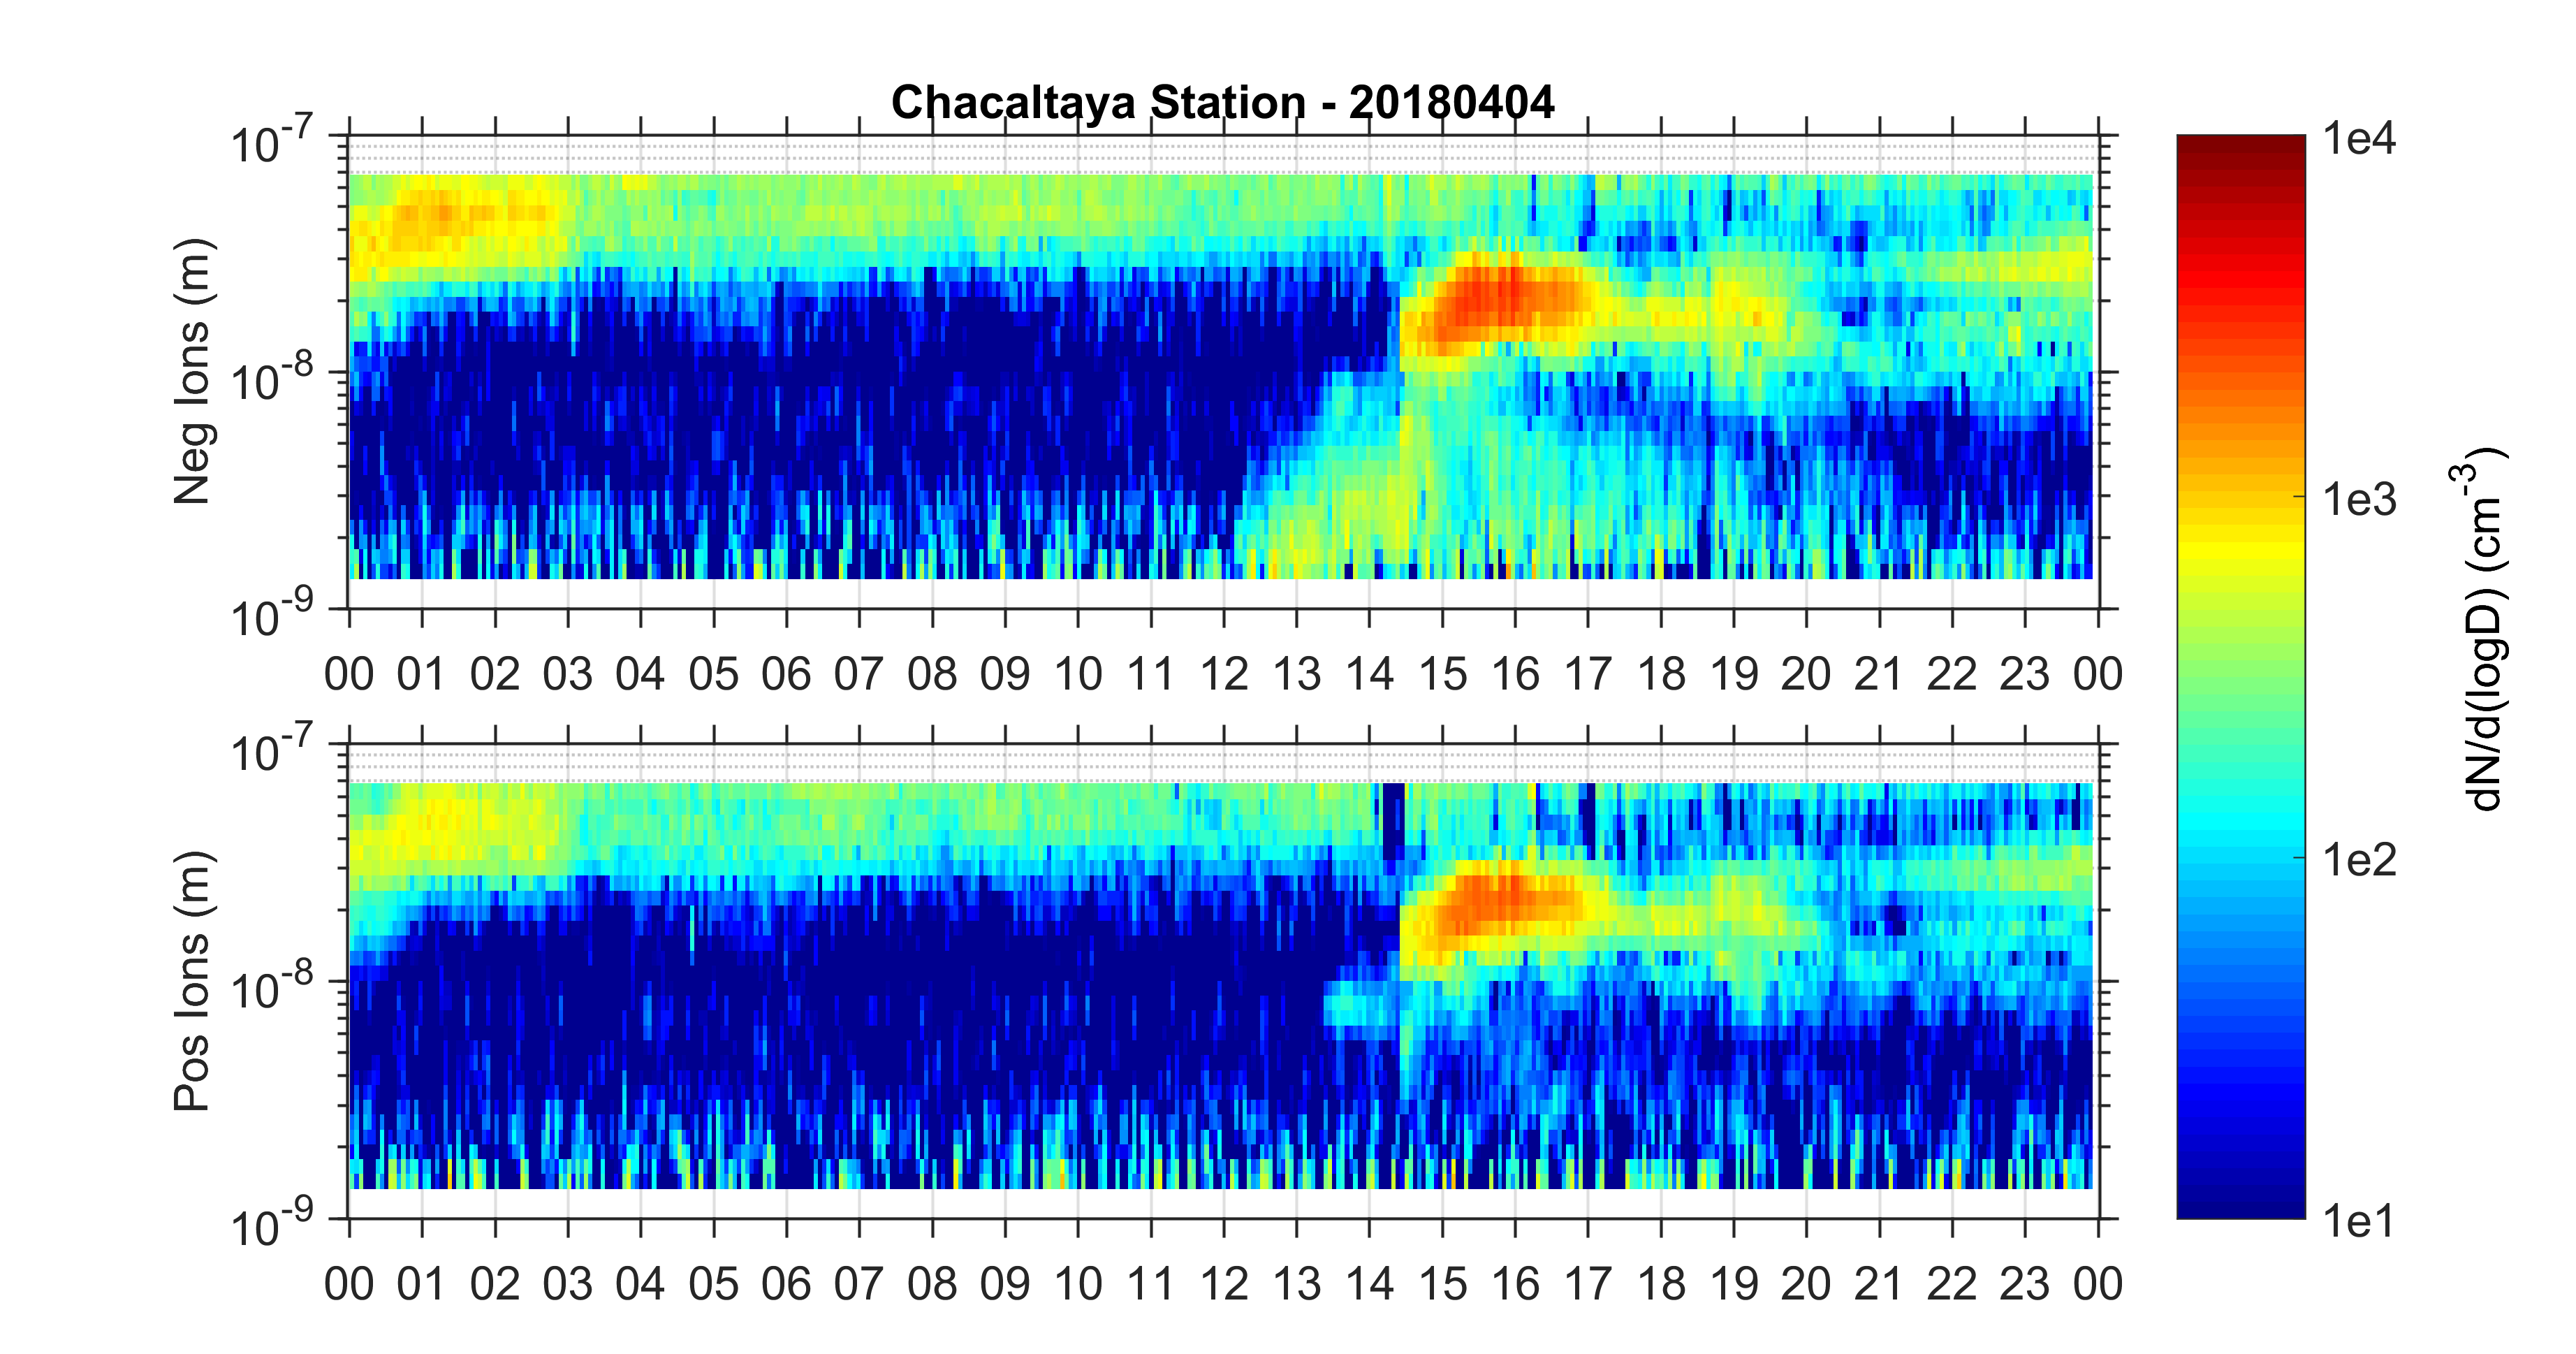 Chacaltaya Station - 20180404
10^-7
10^-8
10^-9
Neg Ions (m)
00 01 02 03 04 05 06 07 08 09 10 11 12 13 14 15 16 17 18 19 20 21 22 23 00
10^-7
10^-8
10^-9
Pos Ions (m)
00 01 02 03 04 05 06 07 08 09 10 11 12 13 14 15 16 17 18 19 20 21 22 23 00
1e4
1e3
1e2
1e1
dN/d(logD) (cm^-3)